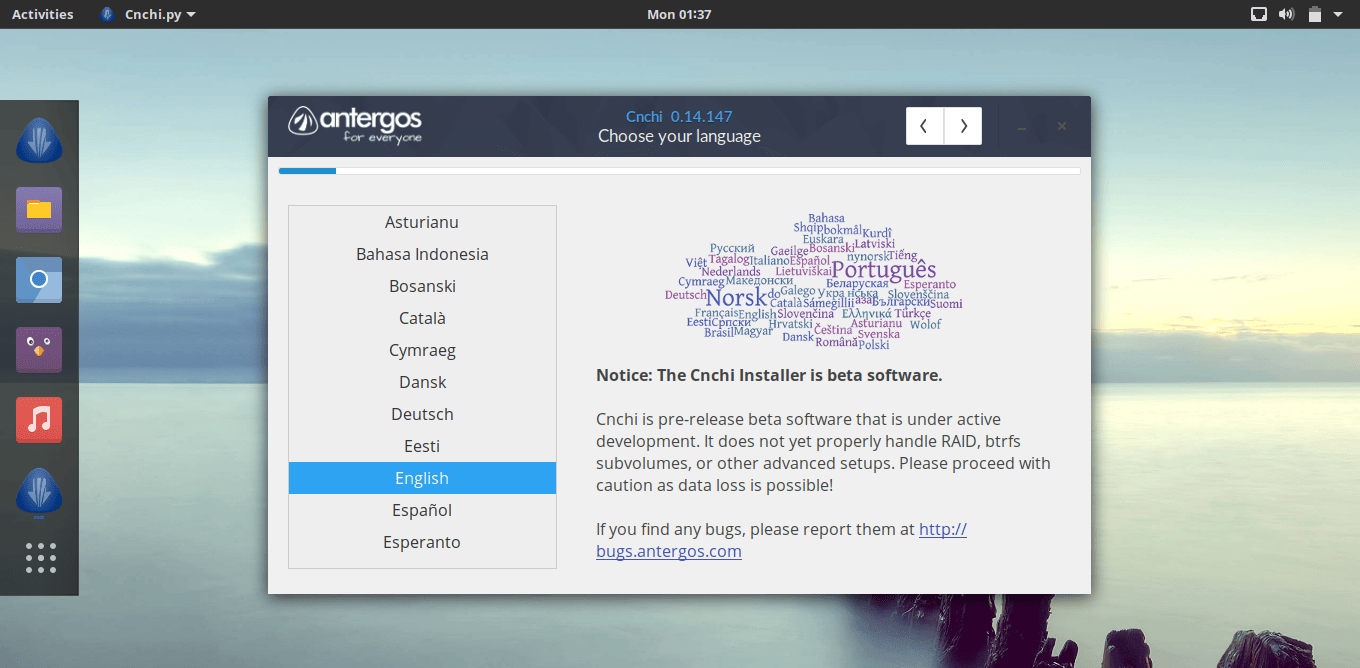 Activities Cnchi.py Mon 01:37
antergos
for everyone
Cnchi 0.14.147
Choose your language
Asturianu
Bahasa Indonesia
Bosanski
Català
Cymraeg
Dansk
Deutsch
Eesti
English
Español
Esperanto
Bahasa
Shqip bokmål Kurdî
Euskara Latviski
Русский Gaeilge Bosanski nynorsk Tiếng
Việt Tagalog Italiano Español Português
Nederlands Lietuviškai
Cymraeg Македонски Беларуская Esperanto
Deutsch Norsk do Galego Slovenščina
Català Sámegillii Български Suomi
Français English Slovenčina Ελληνικά Türkçe
Eesti Српски Hrvatski Čeština Asturianu Wolof
Brasil Magyar Dansk Română Svenska
Polski
Notice: The Cnchi Installer is beta software.
Cnchi is pre-release beta software that is under active
development. It does not yet properly handle RAID, btrfs
subvolumes, or other advanced setups. Please proceed with
caution as data loss is possible!
If you find any bugs, please report them at http://
bugs.antergos.com